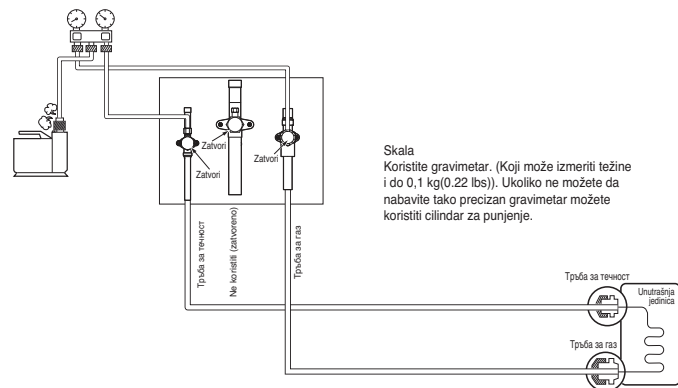 Zatvori
Zatvori
Zatvori
Тръба за течност
Ne koristiti (zatvoreno)
Тръба за газ
Skala
Koristite gravimetar. (Koji može izmeriti težine
i do 0,1 kg(0.22 lbs)). Ukoliko ne možete da
nabavite tako precizan gravimetar možete
koristiti cilindar za punjenje.
Тръба за течност
Unutrašnja
jedinica
Тръба за газ